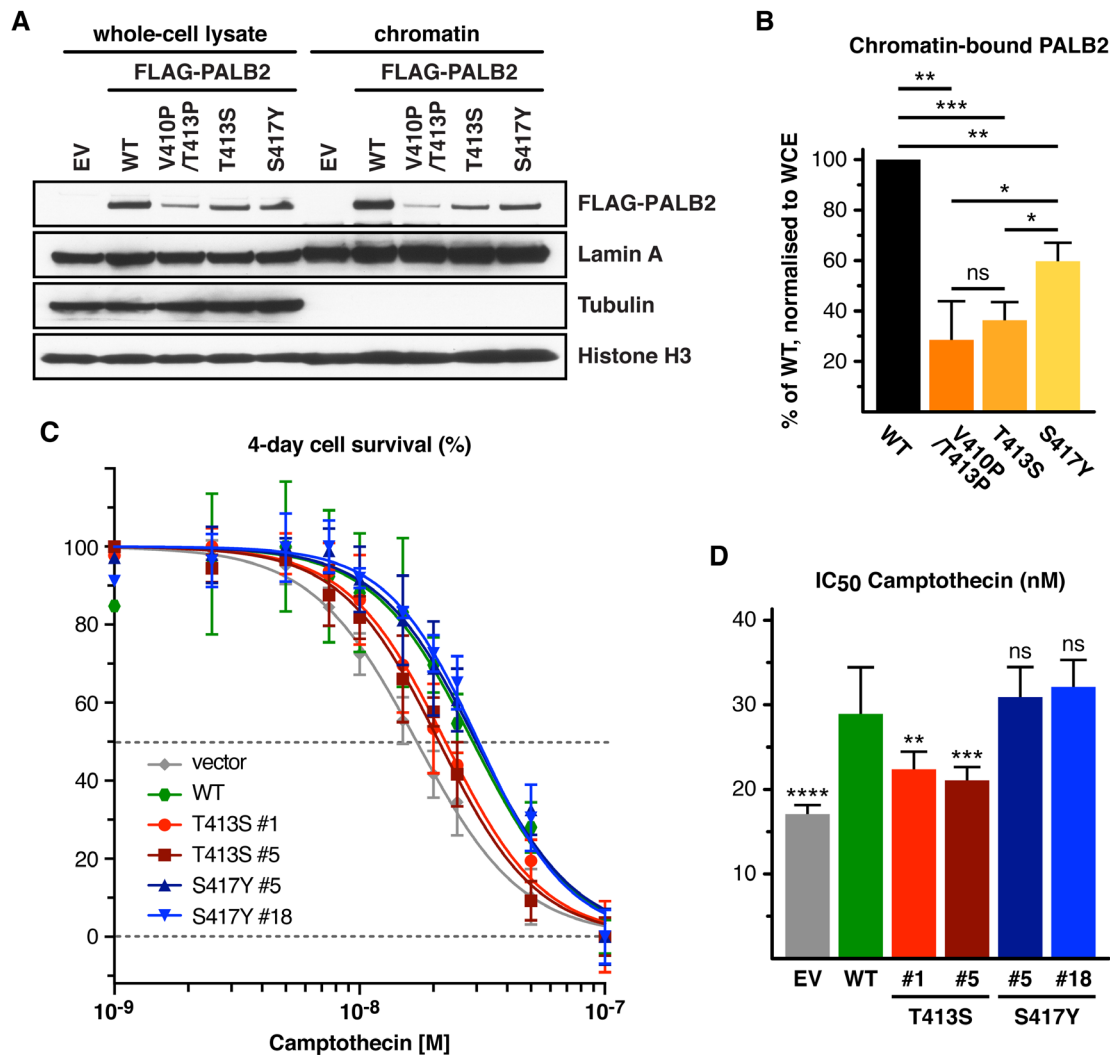 A
whole-cell lysate
chromatin
FLAG-PALB2
FLAG-PALB2
EV
WT
V410P
/T413P
T413S
S417Y
EV
WT
V410P
/T413P
T413S
S417Y
FLAG-PALB2
Lamin A
Tubulin
Histone H3
B
Chromatin-bound PALB2
**
***
**
*
*
ns
% of WT, normalised to WCE
100
80
60
40
20
WT
V410P
/T413P
T413S
S417Y
C
4-day cell survival (%)
100
80
60
40
20
0
vector
WT
T413S #1
T413S #5
S417Y #5
S417Y #18
10-9
10-8
10-7
Camptothecin [M]
D
IC50 Camptothecin (nM)
40
30
20
10
****
**
***
ns
ns
EV
WT
#1
#5
#5
#18
T413S
S417Y